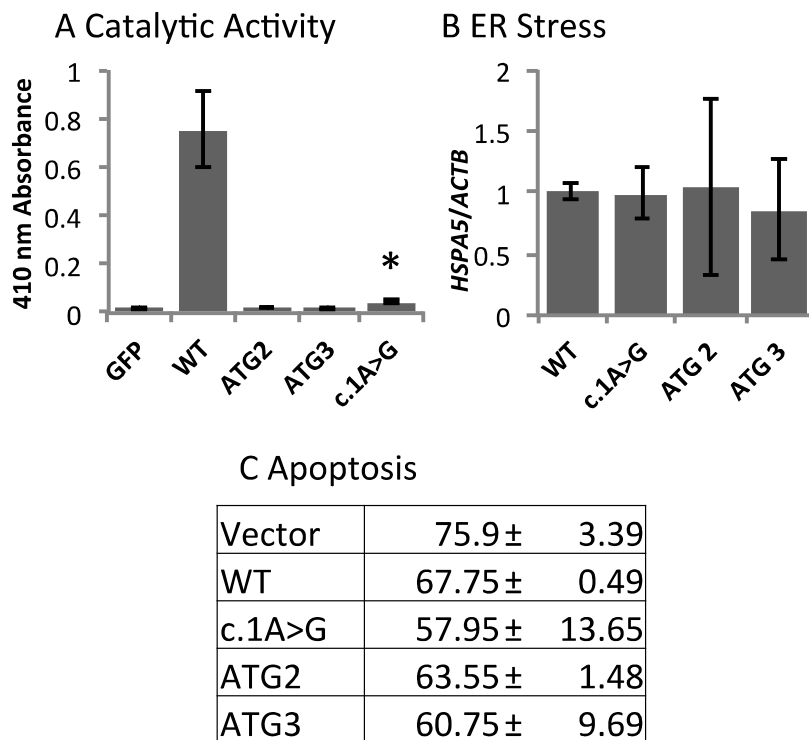 A Catalytic Activity
410 nm Absorbance
1
0.8
0.6
0.4
0.2
0
*
GFP
WT
ATG2
ATG3
c.1A>G
B ER Stress
HSPA5/ACTB
2
1.5
1
0.5
0
WT
c.1A>G
ATG 2
ATG 3
C Apoptosis
Vector 75.9 ± 3.39
WT 67.75 ± 0.49
c.1A>G 57.95 ± 13.65
ATG2 63.55 ± 1.48
ATG3 60.75 ± 9.69